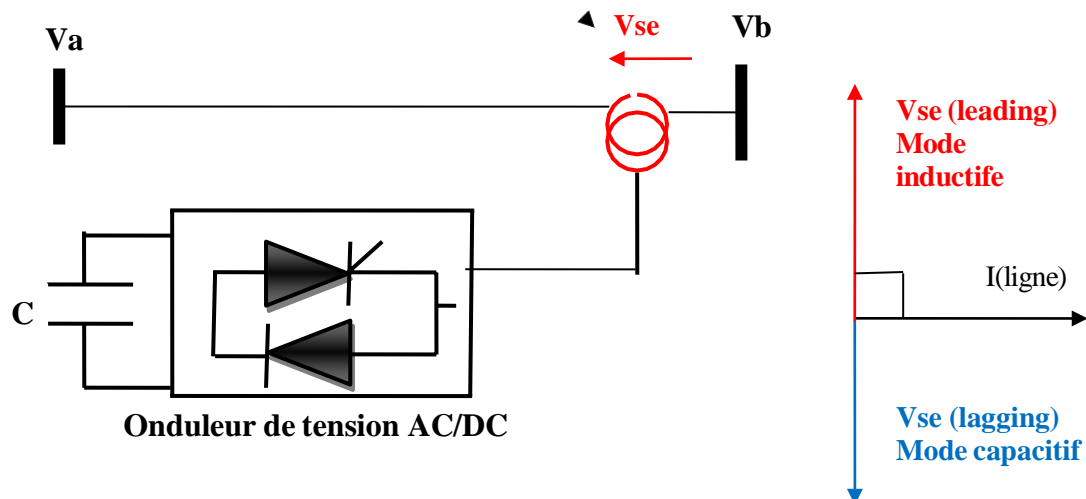 Va
Vse
Vb
Vse (leading)
Mode
inductife
I(ligne)
C
Vse (lagging)
Mode capacitif
Onduleur de tension AC/DC